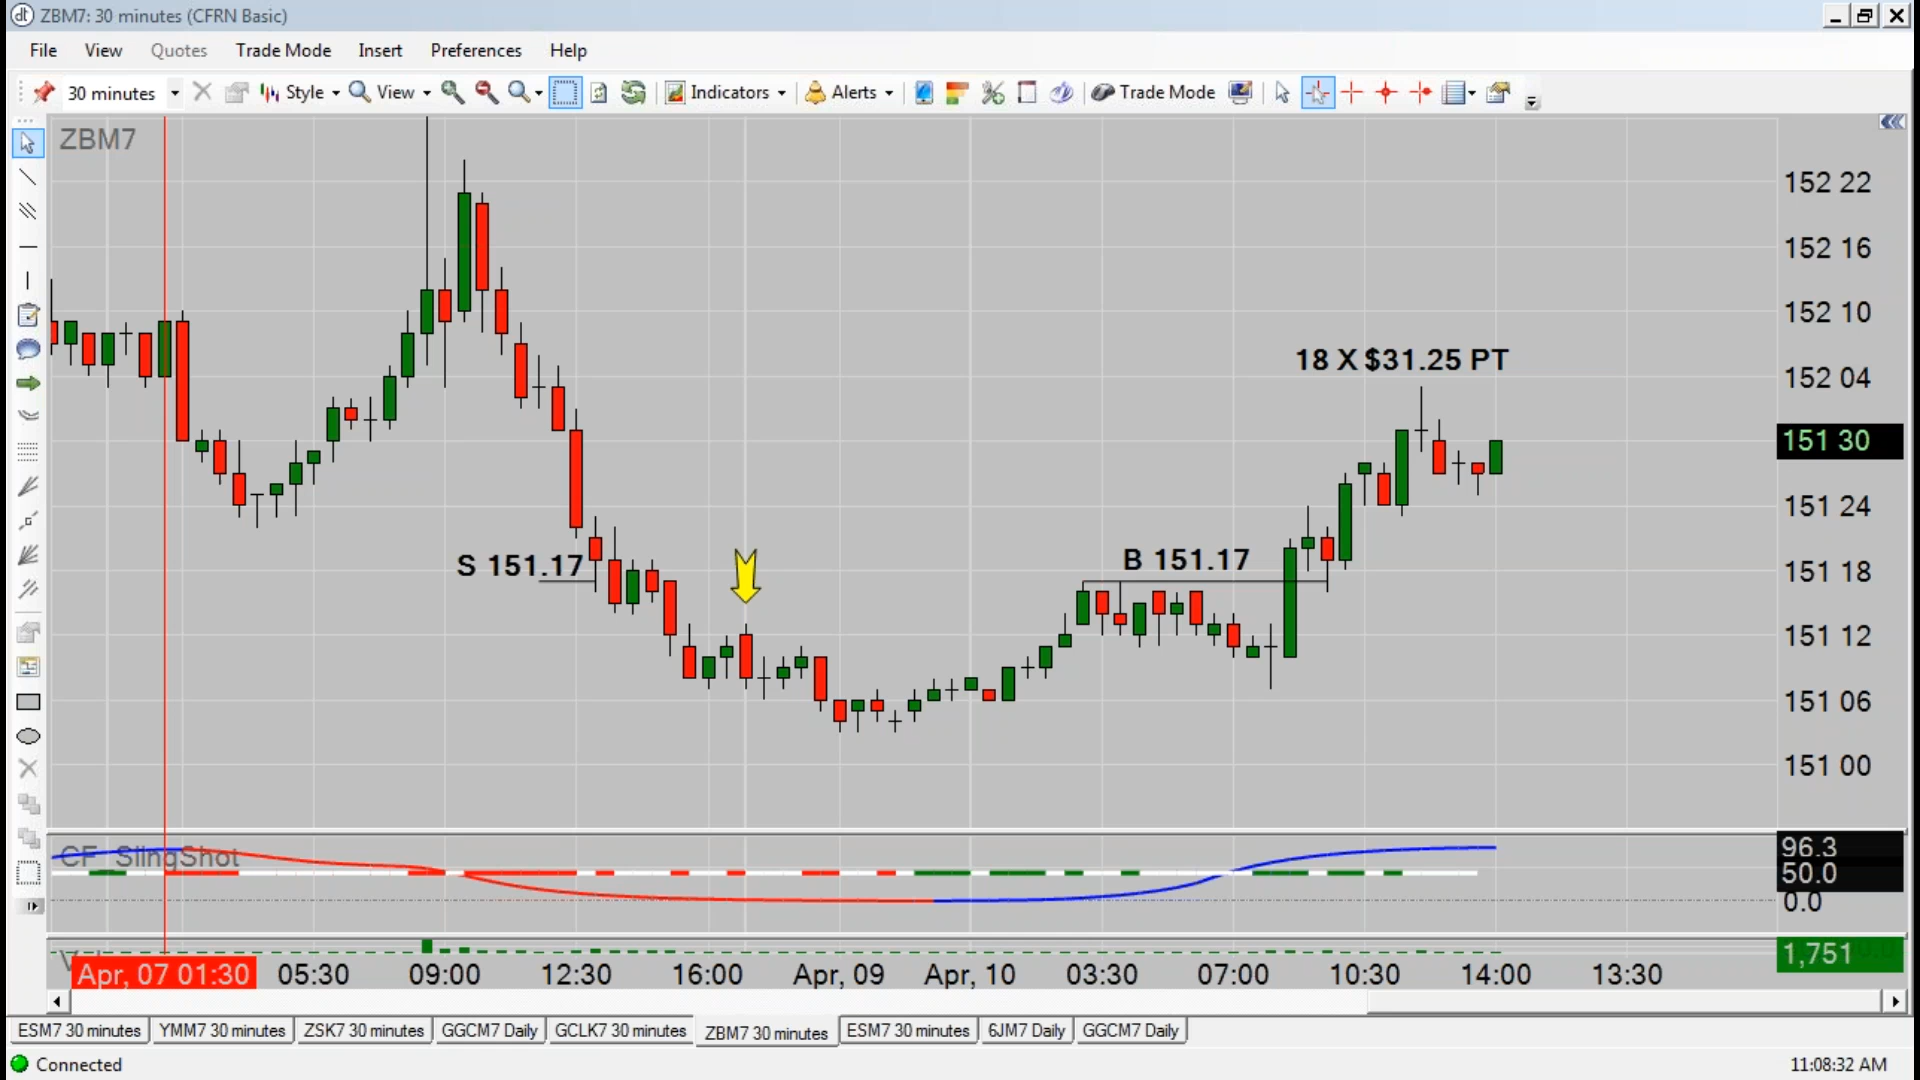 ZBM7: 30 minutes (CFRN Basic)
File View Quotes Trade Mode Insert Preferences Help
30 minutes Style View Indicators Alerts Trade Mode
ZBM7
152 22
152 16
152 10
18 X $31.25 PT
152 04
151 30
151 24
S 151.17
B 151.17
151 18
151 12
151 06
151 00
CF_SlingShot
96.3
50.0
0.0
1,751
Apr, 07 01:30 05:30 09:00 12:30 16:00 Apr, 09 Apr, 10 03:30 07:00 10:30 14:00 13:30
ESM7 30 minutes YMM7 30 minutes ZSK7 30 minutes GGCM7 Daily GCLK7 30 minutes ZBM7 30 minutes ESM7 30 minutes 6JM7 Daily GGCM7 Daily
Connected 11:08:32 AM